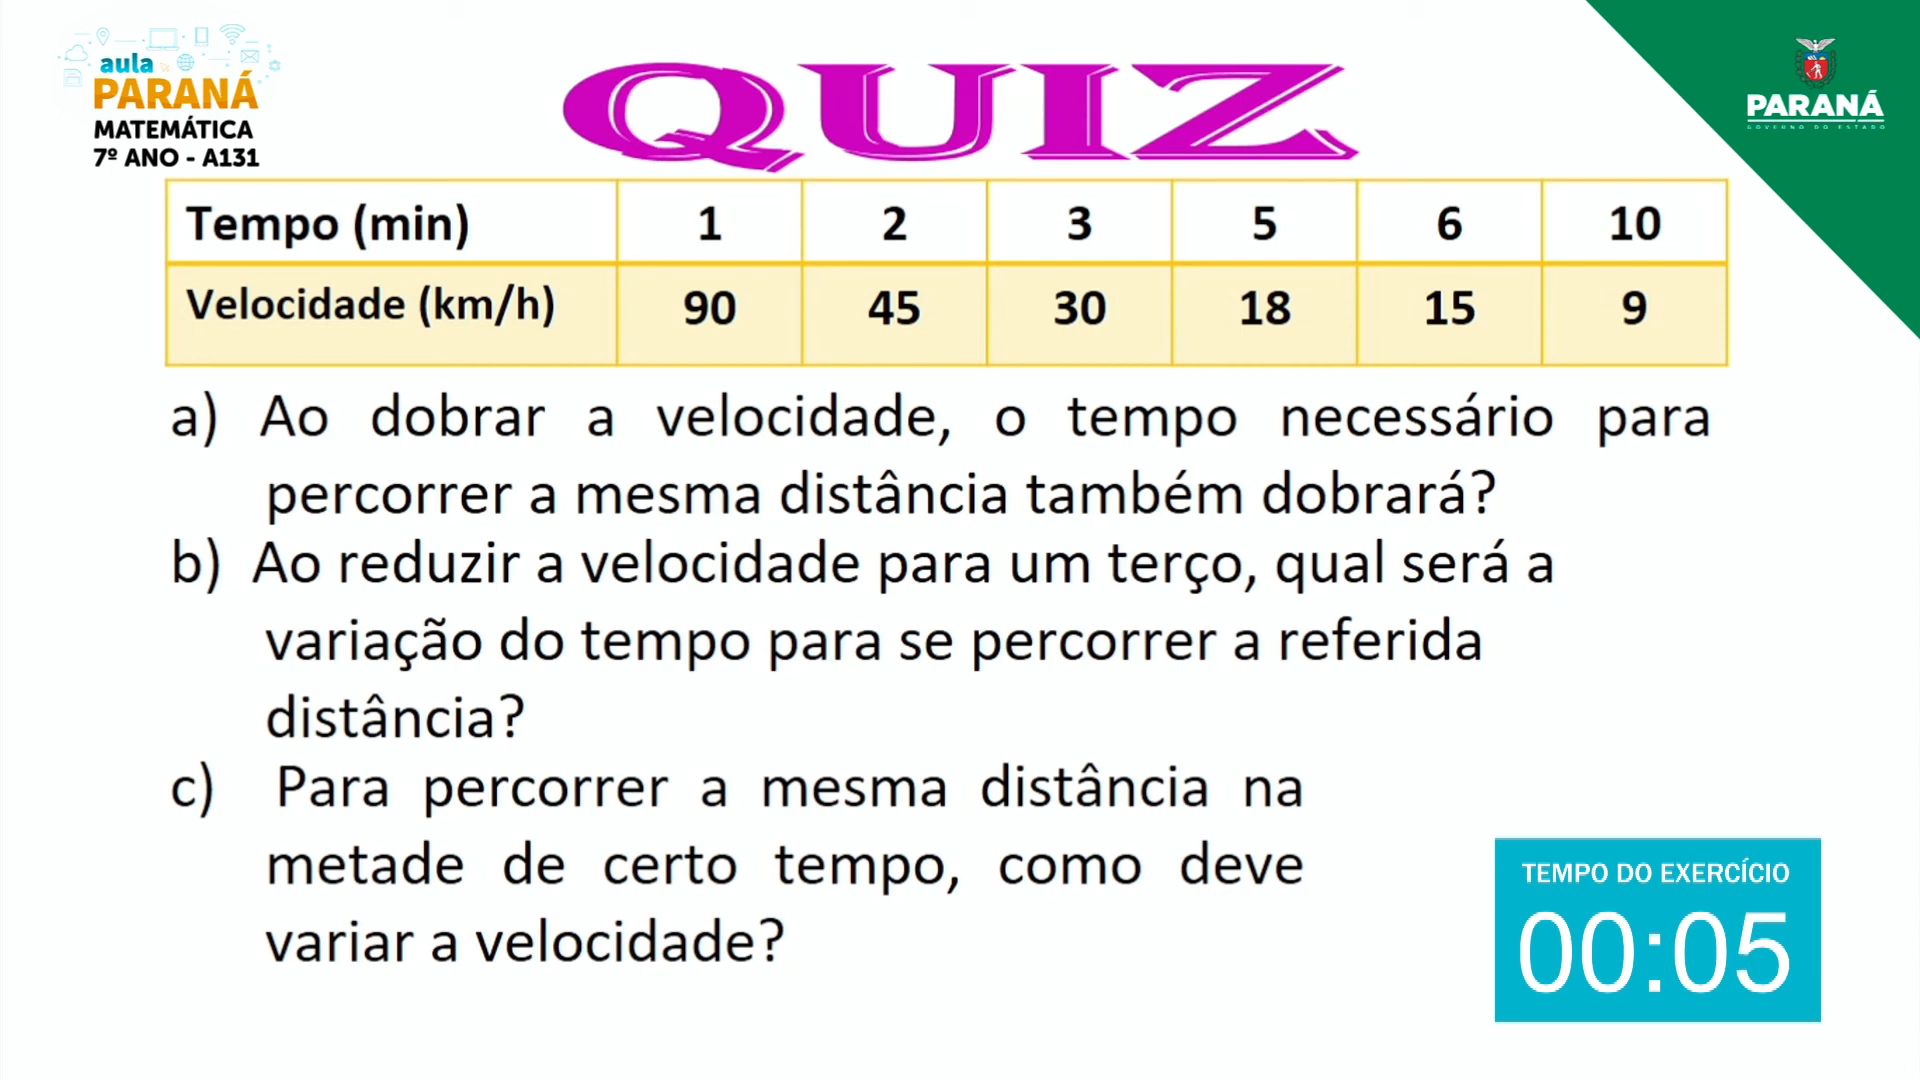 aula
PARANÁ
MATEMÁTICA
7º ANO - A131
QUIZ
PARANÁ
GOVERNO DO ESTADO
Tempo (min) 1 2 3 5 6 10
Velocidade (km/h) 90 45 30 18 15 9
a) Ao dobrar a velocidade, o tempo necessário para
percorrer a mesma distância também dobrará?
b) Ao reduzir a velocidade para um terço, qual será a
variação do tempo para se percorrer a referida
distância?
c) Para percorrer a mesma distância na
metade de certo tempo, como deve
variar a velocidade?
TEMPO DO EXERCÍCIO
00:05